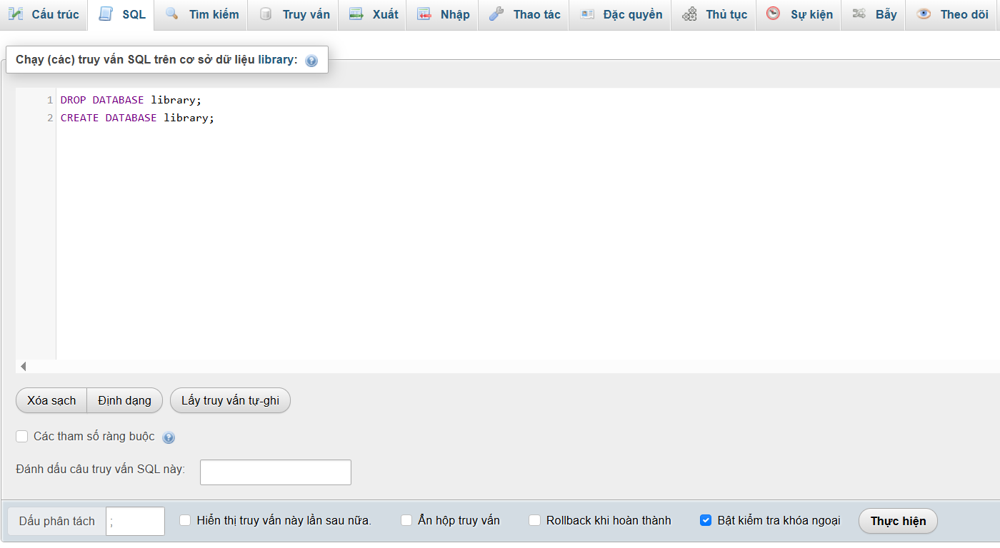 Cấu trúc SQL Tìm kiếm Truy vấn Xuất Nhập Thao tác Đặc quyền Thủ tục Sự kiện Bẫy Theo dõi
Chạy (các) truy vấn SQL trên cơ sở dữ liệu library:
1 DROP DATABASE library;
2 CREATE DATABASE library;
Xóa sạch Định dạng Lấy truy vấn tự-ghi
Các tham số ràng buộc
Đánh dấu câu truy vấn SQL này:
Dấu phân tách ; Hiển thị truy vấn này lần sau nữa. Ẩn hộp truy vấn Rollback khi hoàn thành Bật kiểm tra khóa ngoại Thực hiện